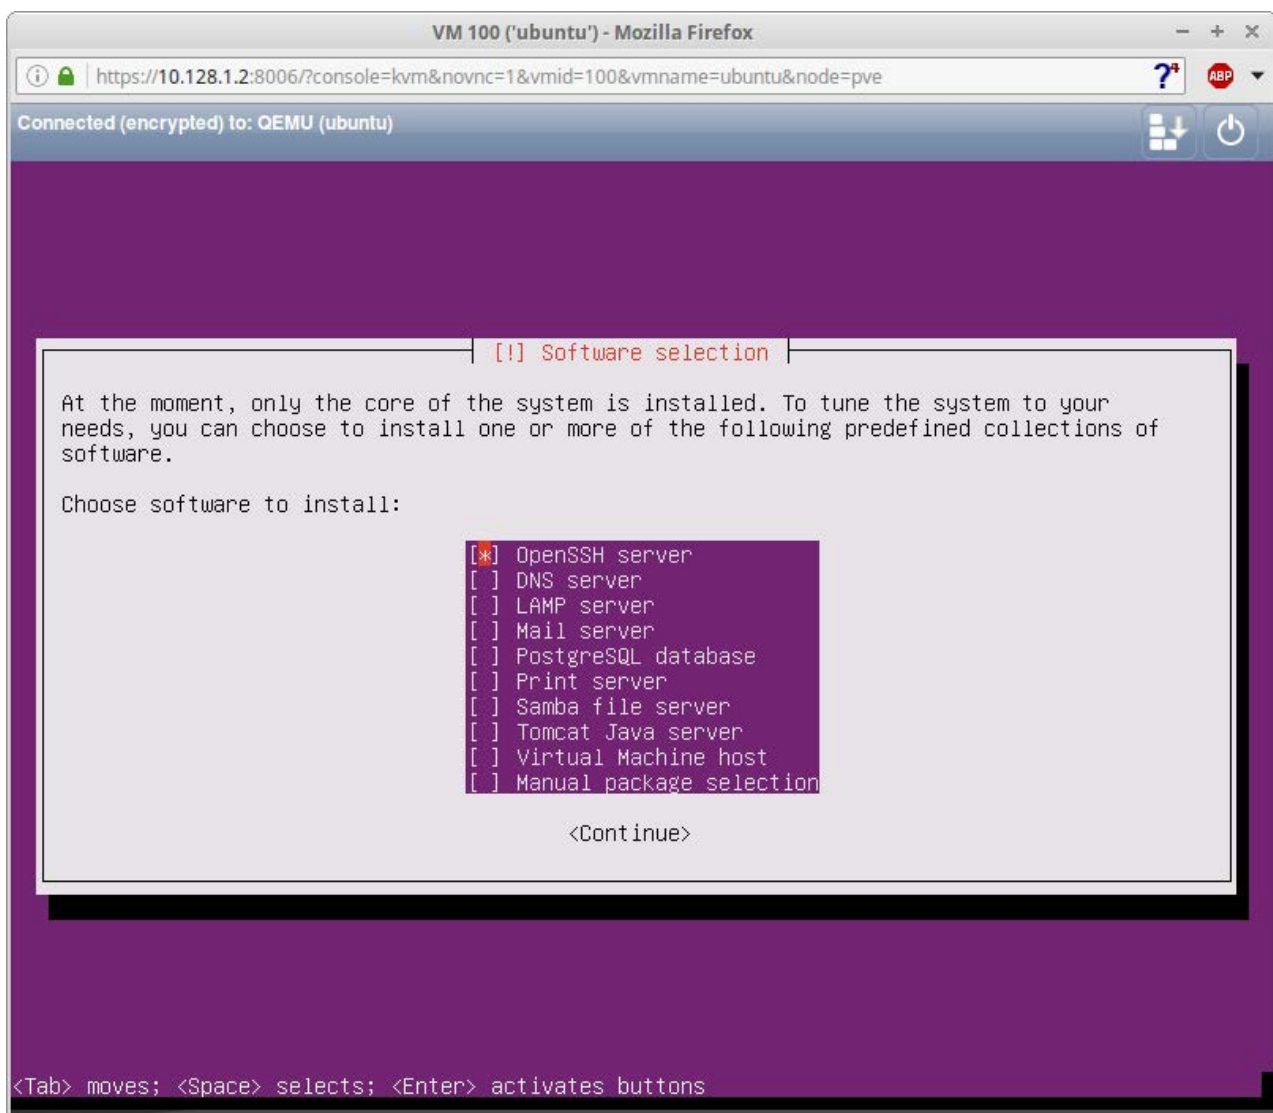 VM 100 ('ubuntu') - Mozilla Firefox
https://10.128.1.2:8006/?console=kvm&novnc=1&vmid=100&vmname=ubuntu&node=pve
?4
ABP
Connected (encrypted) to: QEMU (ubuntu)
[!] Software selection
At the moment, only the core of the system is installed. To tune the system to your
needs, you can choose to install one or more of the following predefined collections of
software.
Choose software to install:
[*] OpenSSH server
[ ] DNS server
[ ] LAMP server
[ ] Mail server
[ ] PostgreSQL database
[ ] Print server
[ ] Samba file server
[ ] Tomcat Java server
[ ] Virtual Machine host
[ ] Manual package selection
<Continue>
<Tab> moves; <Space> selects; <Enter> activates buttons